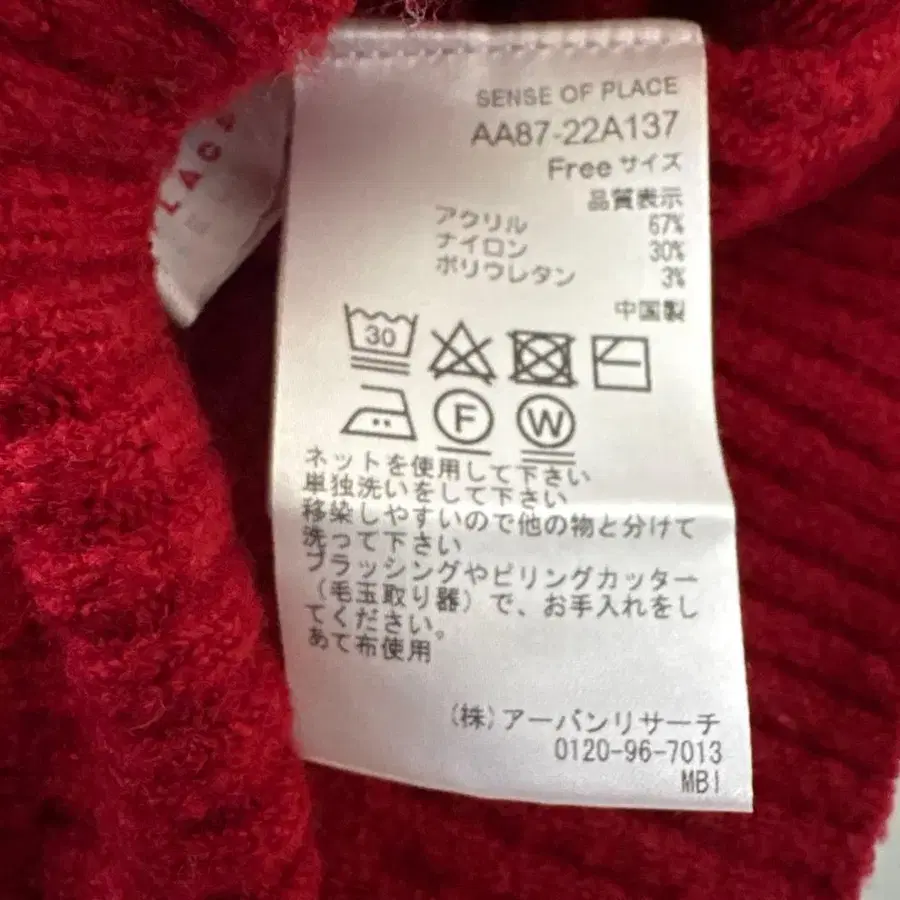 LACE
SENSE OF PLACE
AA87-22A137
Freeサイズ
品質表示
アクリル 67%
ナイロン 30%
ポリウレタン 3%
中国製
30
F W
ネットを使用して下さい
単独洗いをして下さい
移染しやすいので他の物と分けて
洗って下さい
ブラッシングやピリングカッター
(毛玉取り器)で、お手入れをし
てください。
あて布使用
(株)アーバンリサーチ
0120-96-7013
MBI